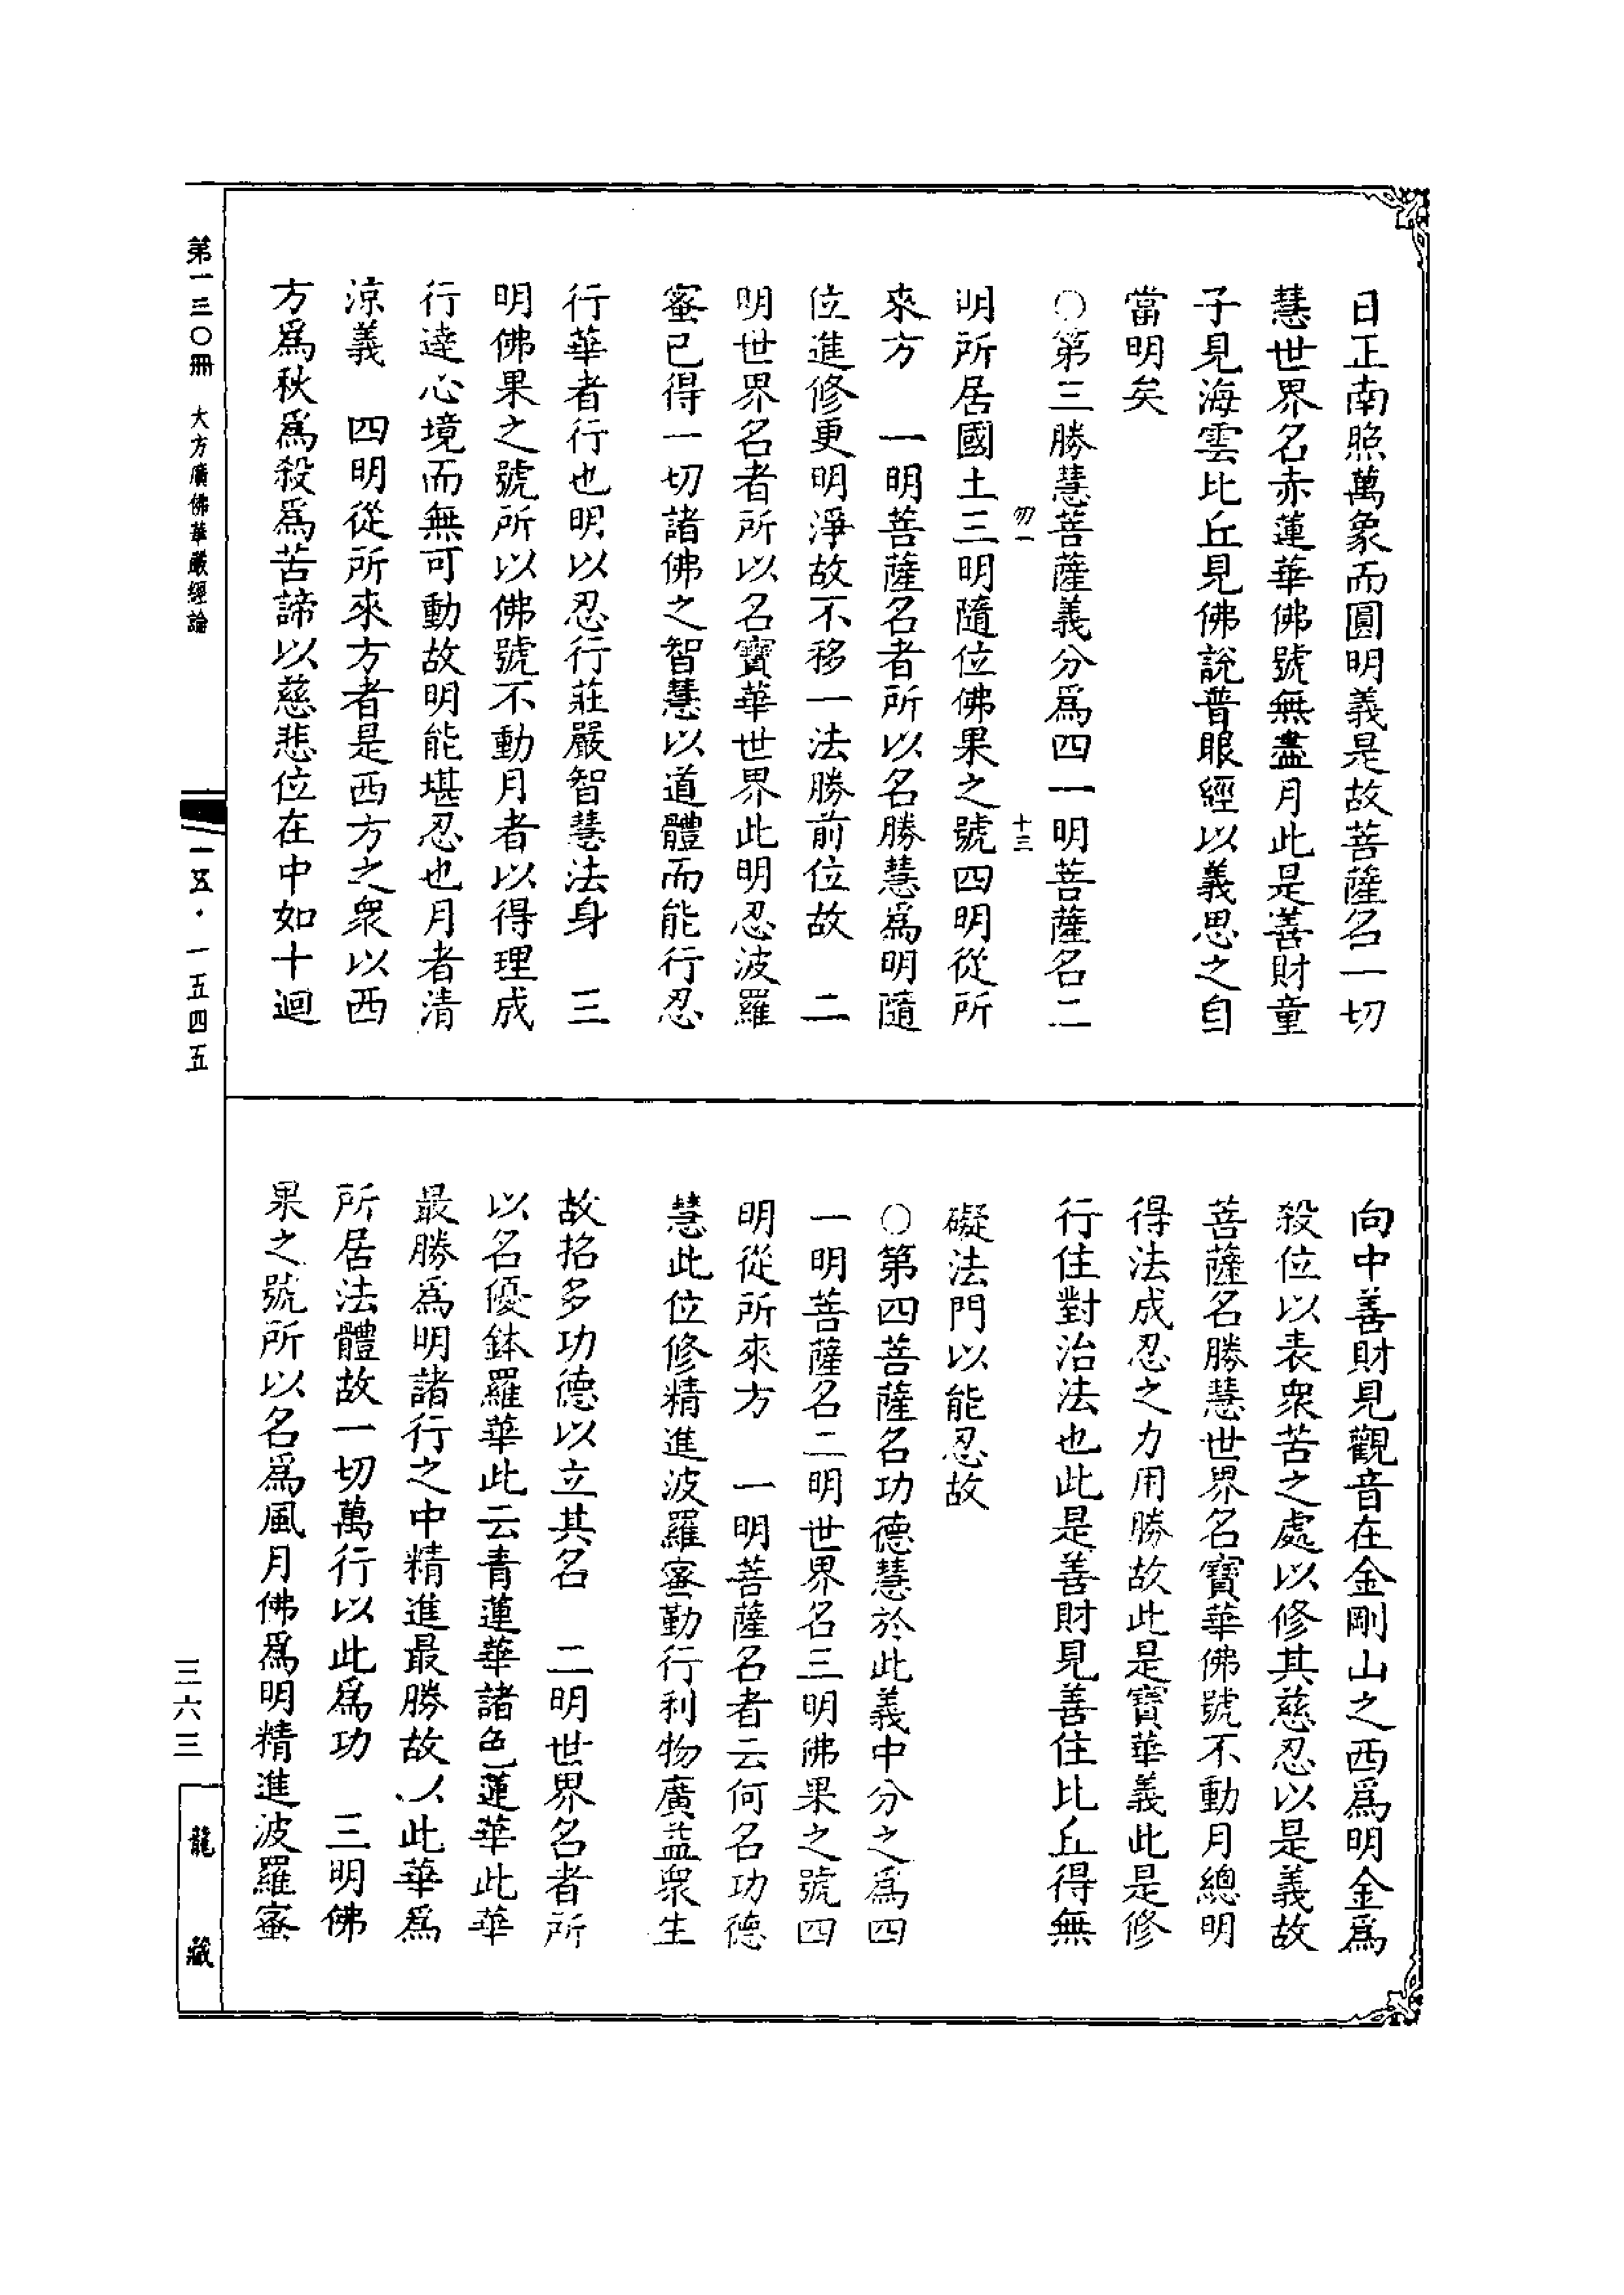 日正南照萬象而圓明義是故菩薩名一切
慧世界名赤蓮華佛號無盡月此是善財童
子見海雲比丘見佛說普眼經以義思之自
當明矣
○第三勝慧菩薩義分爲四一明菩薩名二
勿一 十三
明所居國土三明隨位佛果之號四明從所
來方 一明菩薩名者所以名勝慧爲明隨
位進修更明淨故不移一法勝前位故 二
明世界名者所以名寶華世界此明忍波羅
蜜已得一切諸佛之智慧以道體而能行忍
行華者行也明以忍行莊嚴智慧法身 三
明佛果之號所以佛號不動月者以得理成
行達心境而無可動故明能堪忍也月者清
涼義 四明從所來方者是西方之衆以西
方爲秋爲殺爲苦諦以慈悲位在中如十迴
向中善財見觀音在金剛山之西爲明金爲
殺位以表衆苦之處以修其慈忍以是義故
菩薩名勝慧世界名寶華佛號不動月總明
得法成忍之力用勝故此是寶華義此是修
行住對治法也此是善財見善住比丘得無
礙法門以能忍故
○第四菩薩名功德慧於此義中分之爲四
一明菩薩名二明世界名三明佛果之號四
明從所來方 一明菩薩名者云何名功德
慧此位修精進波羅蜜勤行利物廣益衆生
故招多功德以立其名 二明世界名者所
以名優鉢羅華此云青蓮華諸色蓮華此華
最勝爲明諸行之中精進最勝故以此華爲
所居法體故一切萬行以此爲功 三明佛
果之號所以名爲風月佛爲明精進波羅蜜
第一三〇冊 大方廣佛華嚴經論
一五·一五四五
三六三
龍藏